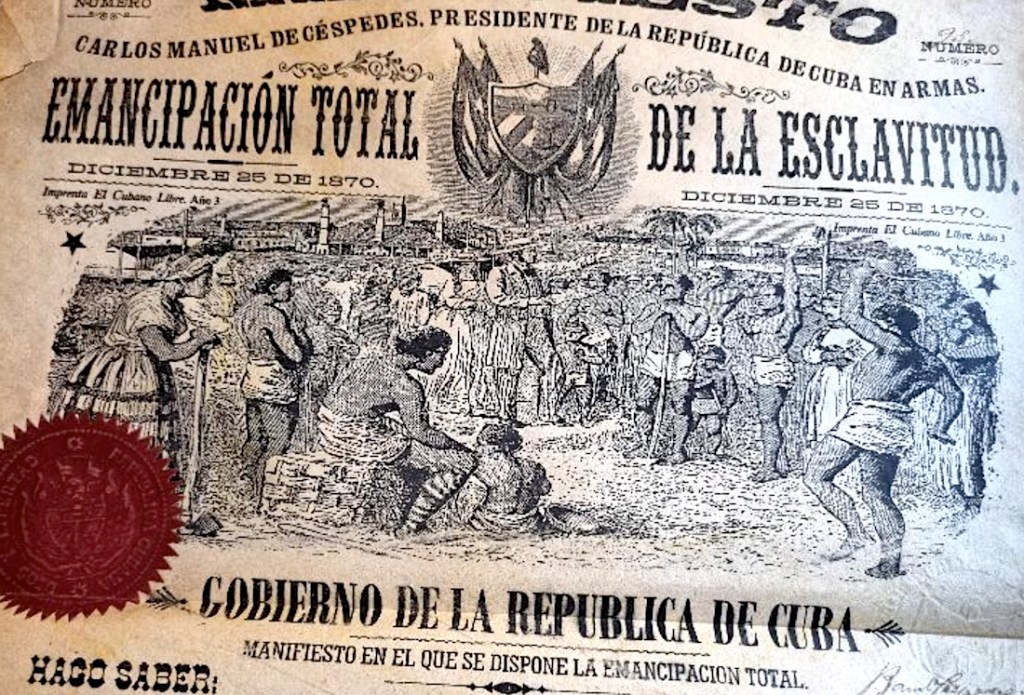 NUMERO
NUMERO
CARLOS MANUEL DE CÉSPEDES. PRESIDENTE DE LA REPÚBLICA DE CUBA EN ARMAS.
EMANCIPACIÓN TOTAL DE LA ESCLAVITUD.
DICIEMBRE 25 DE 1870.
DICIEMBRE 25 DE 1870.
Imprenta El Cubano Libre. Año 3
Imprenta El Cubano Libre. Año 3
GOBIERNO DE LA REPUBLICA DE CUBA
MANIFIESTO EN EL QUE SE DISPONE LA EMANCIPACION TOTAL.
HAGO SABER: